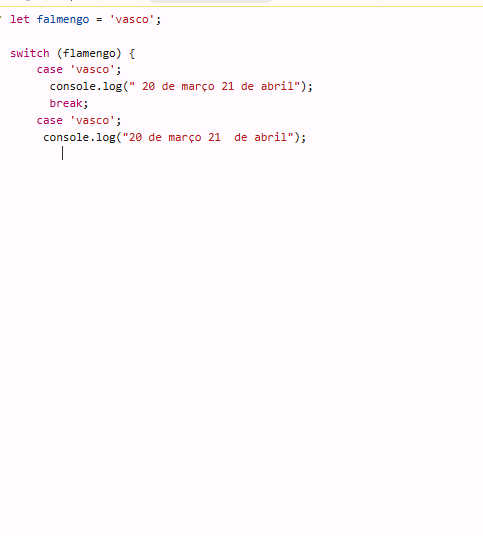 let falmengo = 'vasco';
switch (flamengo) {
case 'vasco';
console.log(" 20 de março 21 de abril");
break;
case 'vasco';
console.log("20 de março 21  de abril");